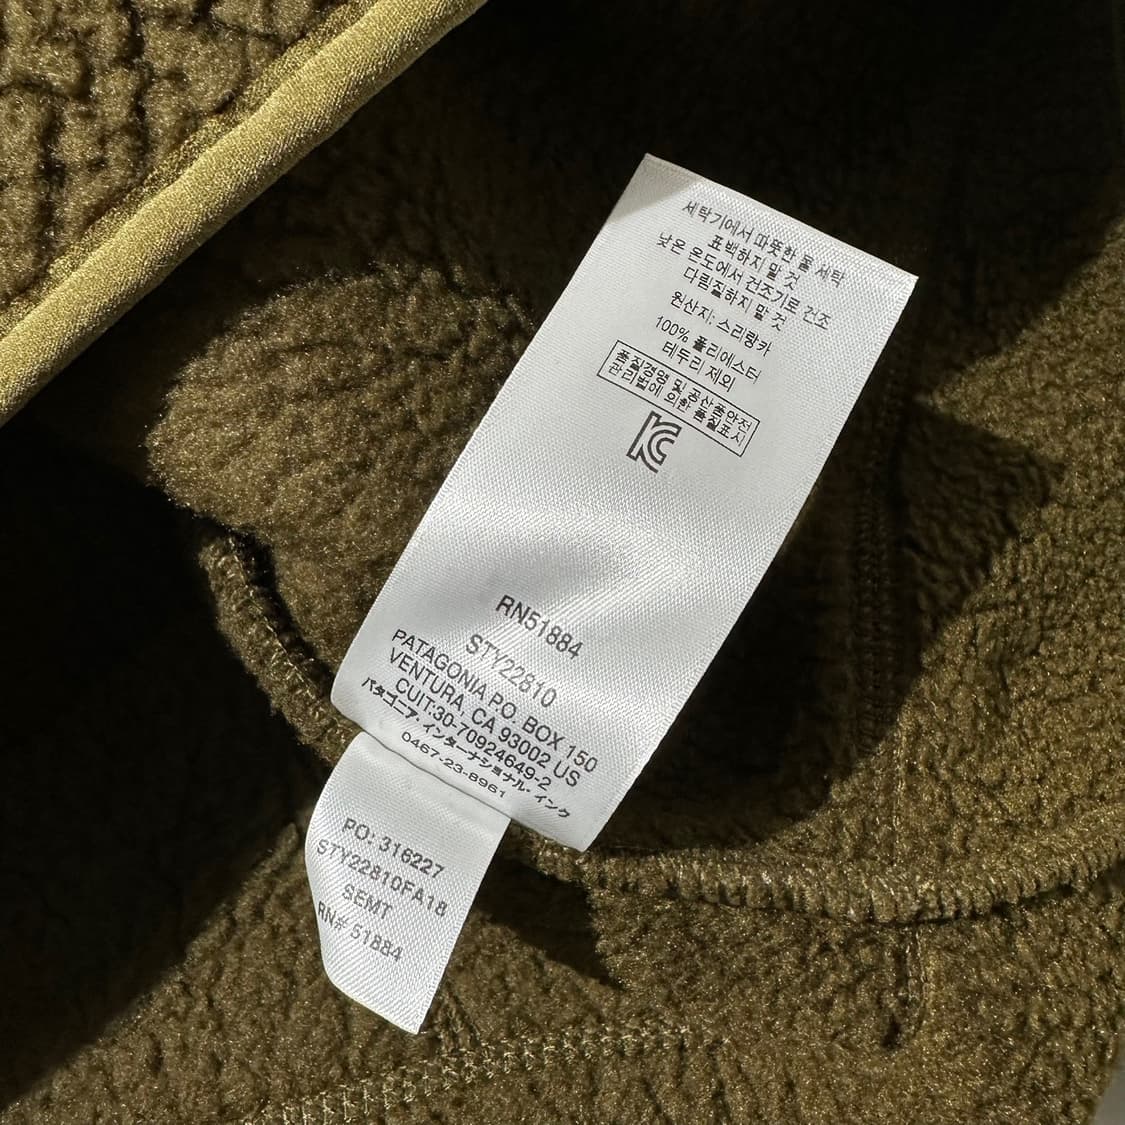 세탁기에서 따뜻한 물 세탁
표백하지 말 것
낮은 온도에서 건조기로 건조
다림질하지 말 것
원산지: 스리랑카
100% 폴리에스터
테두리 제외
품질경영 및 공산품안전
관리법에 의한 품질표시
RN51884
STY22810
PATAGONIA P.O. BOX 150
VENTURA, CA 93002 US
CUIT:30-70924649-2
パタゴニア・インターナショナル・インク
0467-23-8961
PO: 316227
STY22810FA18
SEMT
RN# 51884